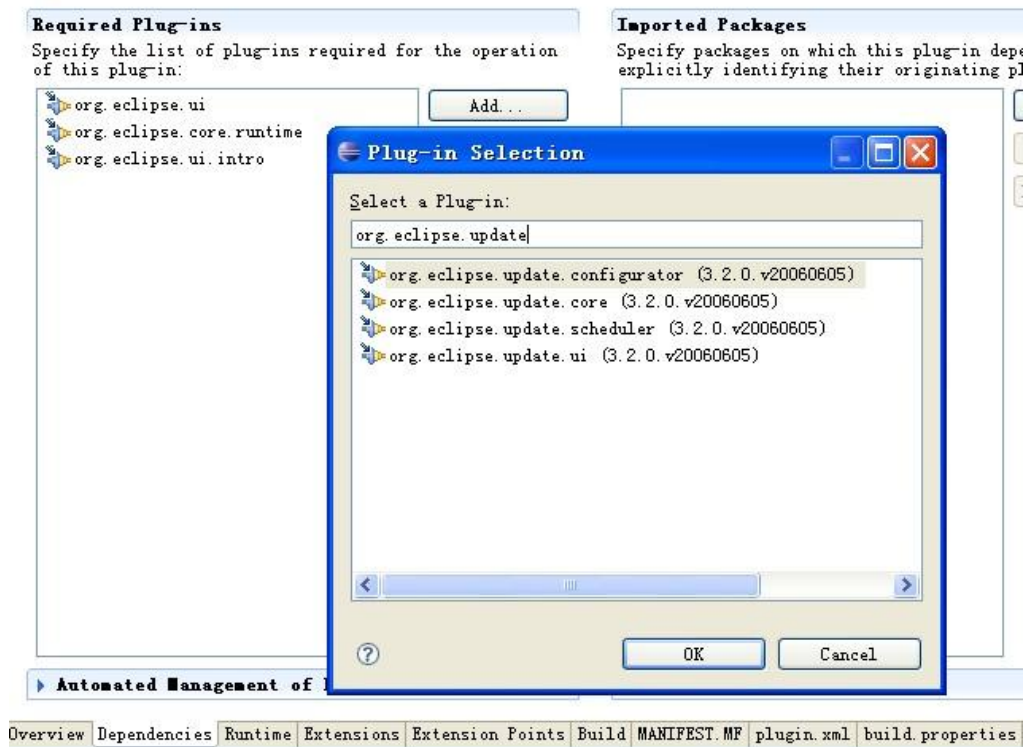 Required Plug-ins
Specify the list of plug-ins required for the operation
of this plug-in:
org.eclipse.ui
org.eclipse.core.runtime
org.eclipse.ui.intro
Add...
Imported Packages
Specify packages on which this plug-in
explicitly identifying their originating
Plug-in Selection
Select a Plug-in:
org.eclipse.update
org.eclipse.update.configurator (3.2.0.v20060605)
org.eclipse.update.core (3.2.0.v20060605)
org.eclipse.update.scheduler (3.2.0.v20060605)
org.eclipse.update.ui (3.2.0.v20060605)
OK
Cancel
Automated Management of
Overview Dependencies Runtime Extensions Extension Points Build MANIFEST.MF plugin.xml build.properties